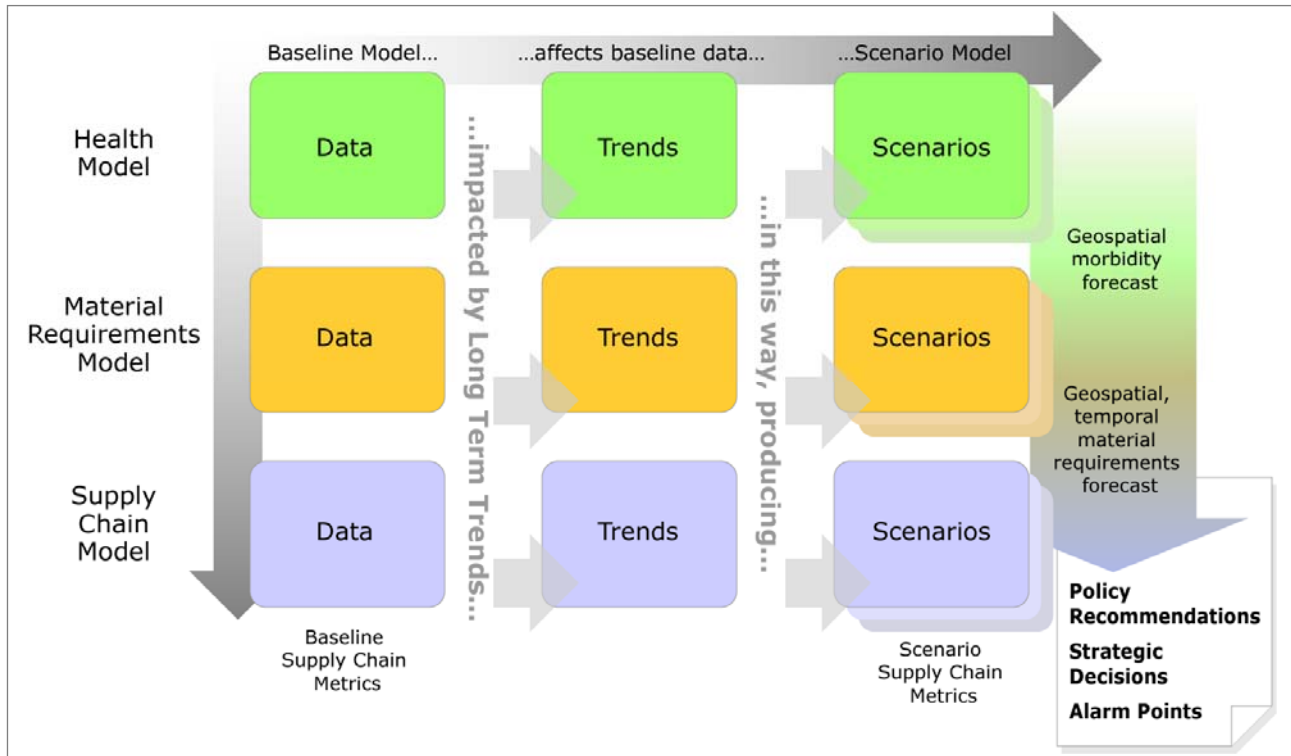 Baseline Model...
...affects baseline data...
...Scenario Model
Health
Model
Data
...impacted by Long Term Trends...
Trends
...in this way, producing...
Scenarios
Geospatial
morbidity
forecast
Material
Requirements
Model
Data
Trends
Scenarios
Geospatial,
temporal
material
requirements
forecast
Supply
Chain
Model
Data
Trends
Scenarios
Baseline
Supply Chain
Metrics
Scenario
Supply Chain
Metrics
Policy
Recommendations
Strategic
Decisions
Alarm Points